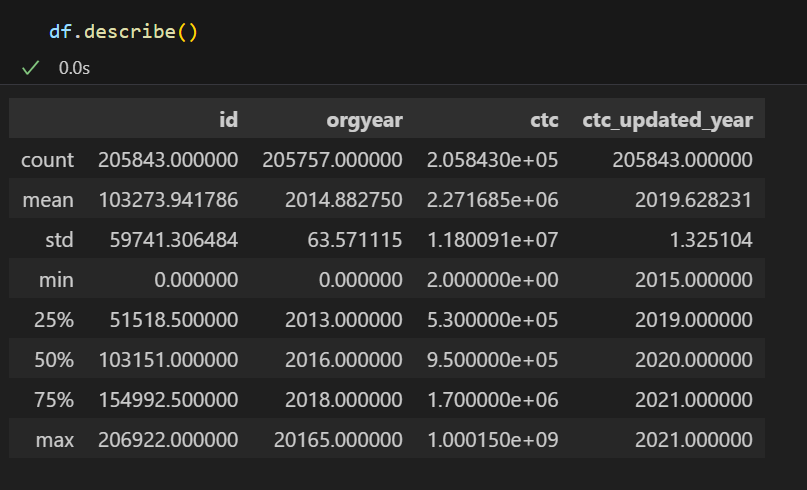 df.describe()
0.0s
id orgyear ctc ctc_updated_year
count 205843.000000 205757.000000 2.058430e+05 205843.000000
mean 103273.941786 2014.882750 2.271685e+06 2019.628231
std 59741.306484 63.571115 1.180091e+07 1.325104
min 0.000000 0.000000 2.000000e+00 2015.000000
25% 51518.500000 2013.000000 5.300000e+05 2019.000000
50% 103151.000000 2016.000000 9.500000e+05 2020.000000
75% 154992.500000 2018.000000 1.700000e+06 2021.000000
max 206922.000000 20165.000000 1.000150e+09 2021.000000